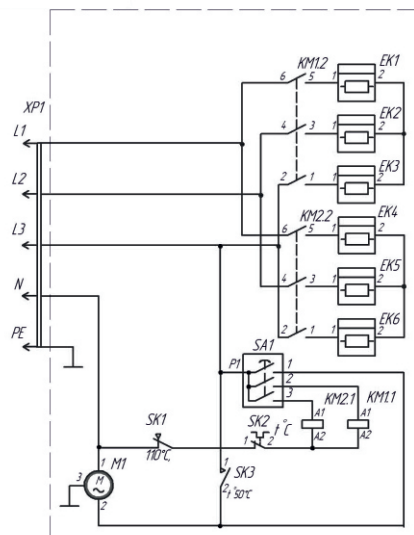 XP1
L1
L2
L3
N
PE
KM1.2
6 5 1 EK1 2
4 3 1 EK2 2
2 1 1 EK3 2
KM2.2
6 5 1 EK4 2
4 3 1 EK5 2
2 1 1 EK6 2
SA1
P1 1
2
3
KM2.1 KM1.1
A1 A1
A2 A2
SK1
110°C
SK2
1 2 t°C
1
SK3
2 t°50°C
M1
1
3 M
2